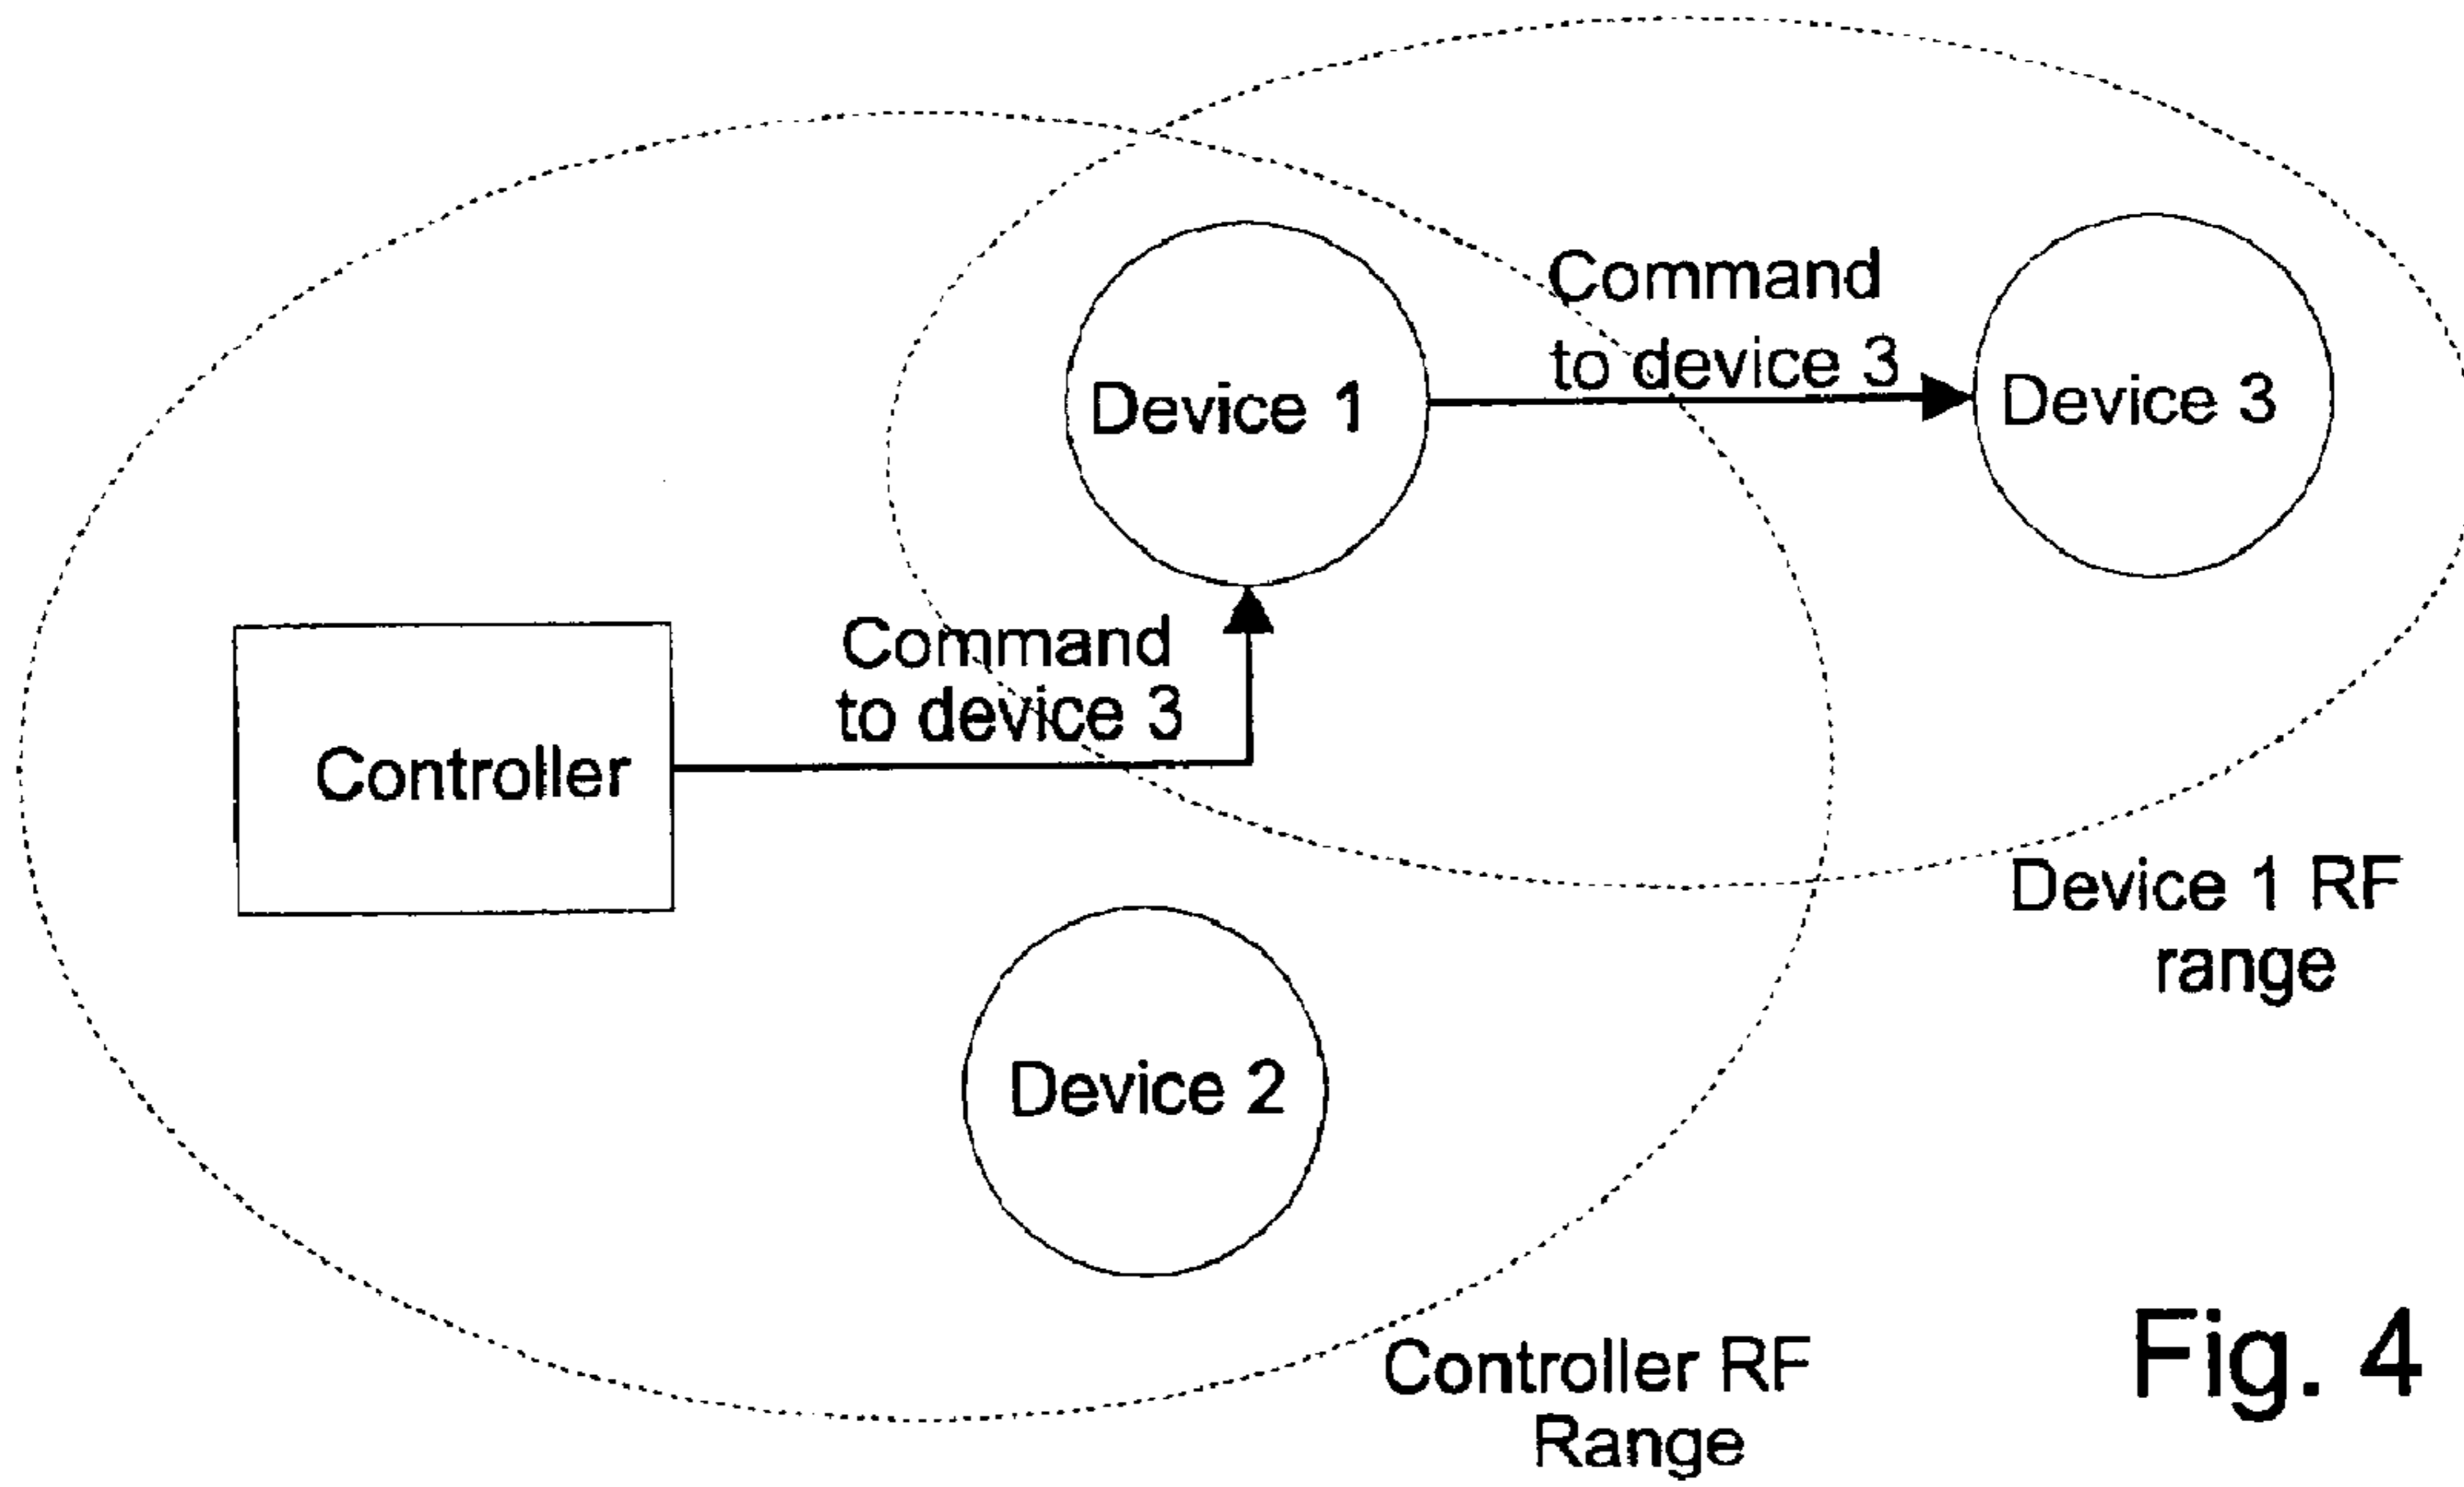 Command
to device 3
Device 1
Device 3
Command
to device 3
Controller
Device 1 RF
range
Device 2
Controller RF
Range
Fig. 4